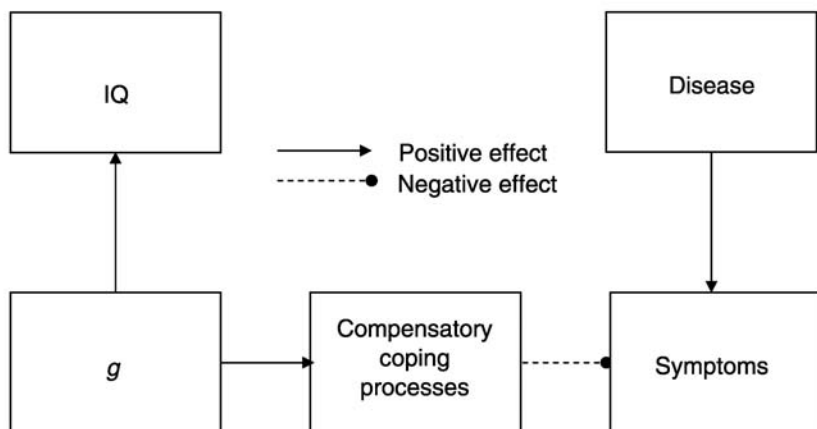 IQ
Disease
Positive effect
Negative effect
g
Compensatory
coping
processes
Symptoms